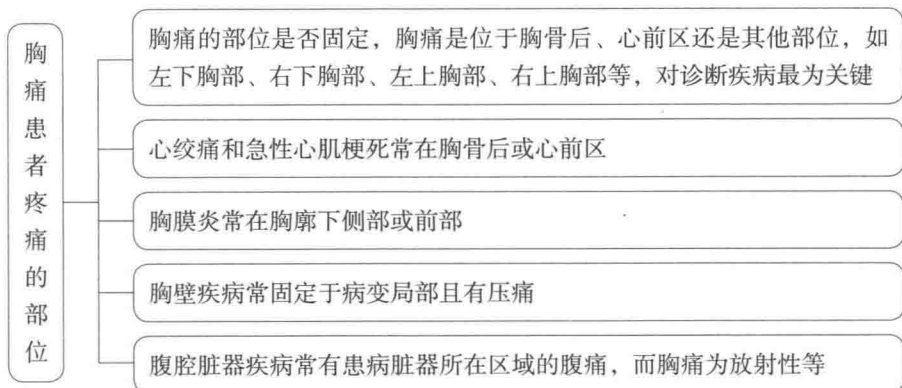 胸痛患者疼痛的部位
胸痛的部位是否固定，胸痛是位于胸骨后、心前区还是其他部位，如
左下胸部、右下胸部、左上胸部、右上胸部等，对诊断疾病最为关键
心绞痛和急性心肌梗死常在胸骨后或心前区
胸膜炎常在胸廓下侧部或前部
胸壁疾病常固定于病变局部且有压痛
腹腔脏器疾病常有患病脏器所在区域的腹痛，而胸痛为放射性等